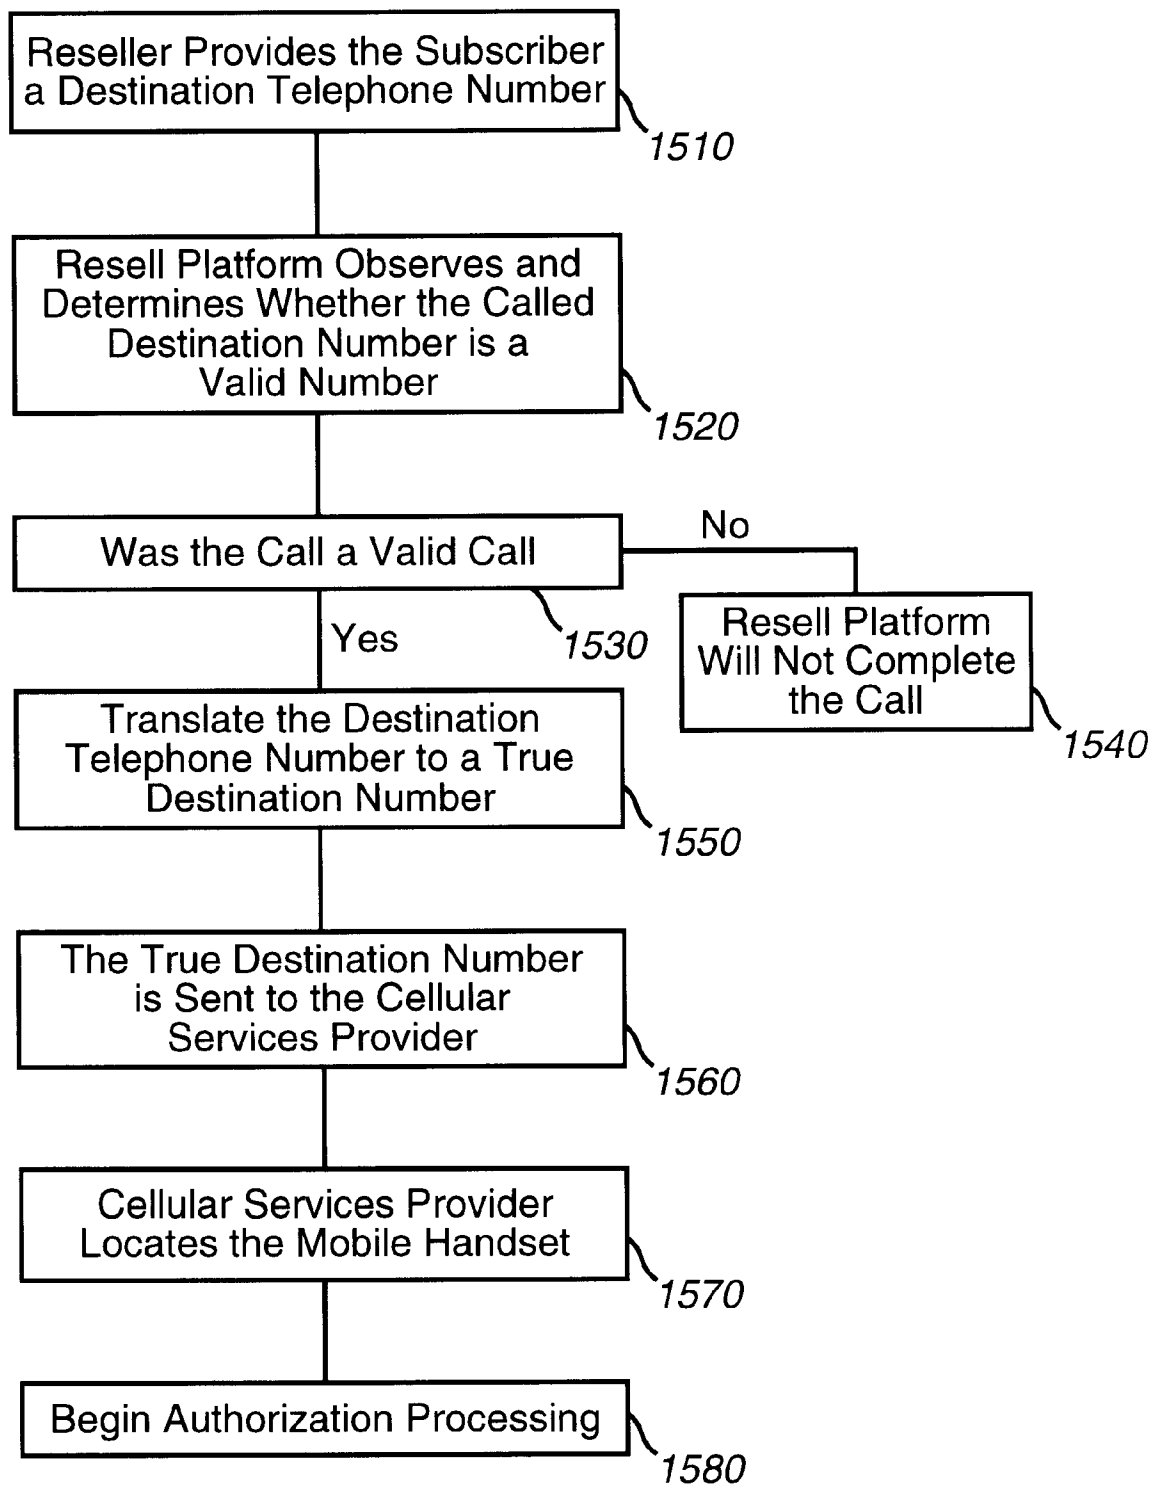 Reseller Provides the Subscriber
a Destination Telephone Number
1510
Resell Platform Observes and
Determines Whether the Called
Destination Number is a
Valid Number
1520
Was the Call a Valid Call
No
1530
Yes
Resell Platform
Will Not Complete
the Call
1540
Translate the Destination
Telephone Number to a True
Destination Number
1550
The True Destination Number
is Sent to the Cellular
Services Provider
1560
Cellular Services Provider
Locates the Mobile Handset
1570
Begin Authorization Processing
1580